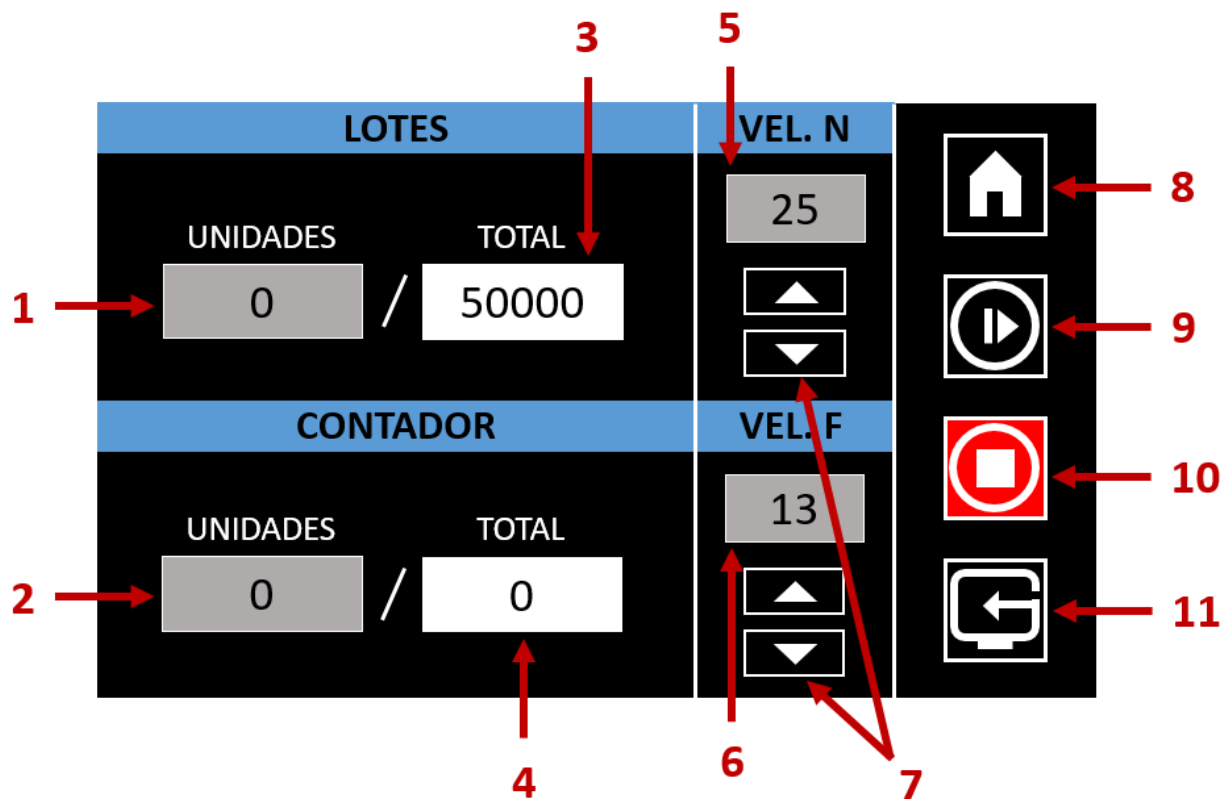 3 5
LOTES VEL. N
25 8
UNIDADES TOTAL
1 0 / 50000
9
CONTADOR VEL. F
13 10
UNIDADES TOTAL
2 0 / 0 11
4 6 7